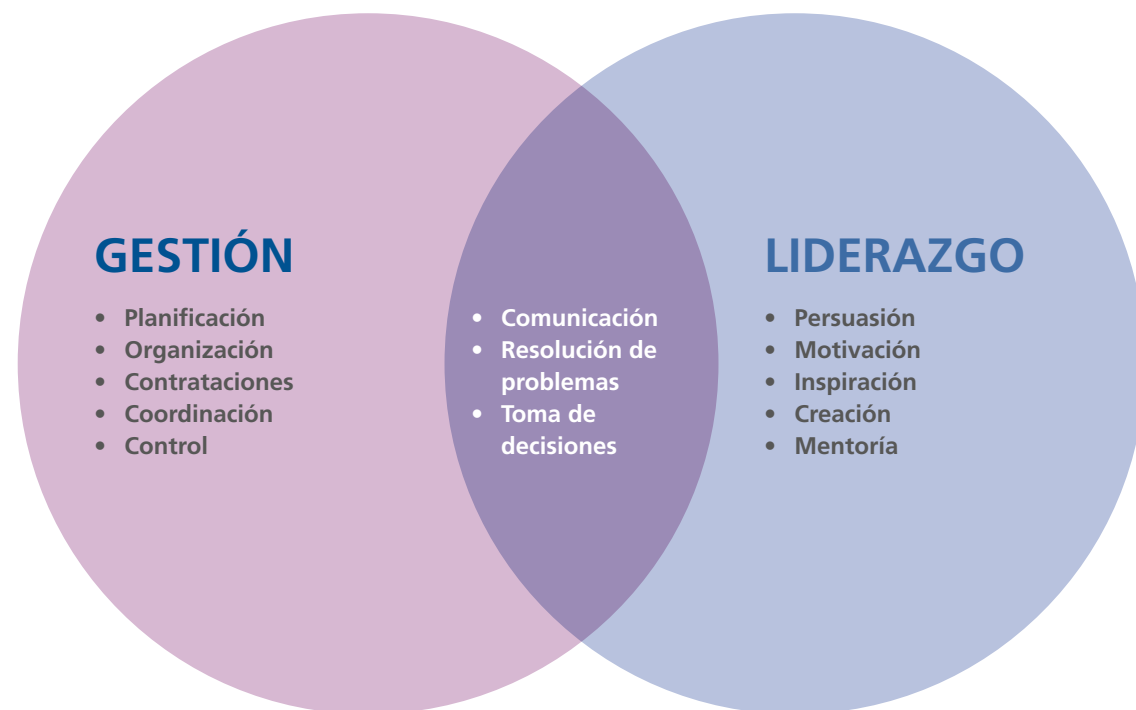 GESTIÓN
• Planificación
• Organización
• Contrataciones
• Coordinación
• Control
• Comunicación
• Resolución de
problemas
• Toma de
decisiones
LIDERAZGO
• Persuasión
• Motivación
• Inspiración
• Creación
• Mentoría